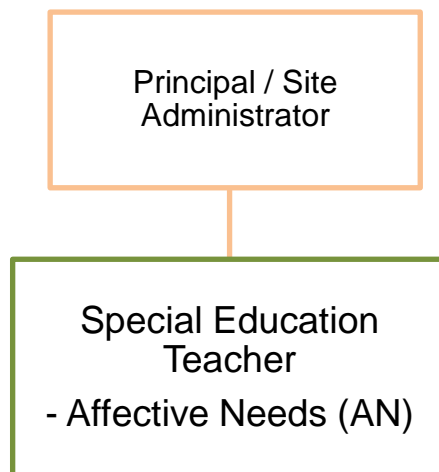 Principal / Site
Administrator
Special Education
Teacher
- Affective Needs (AN)